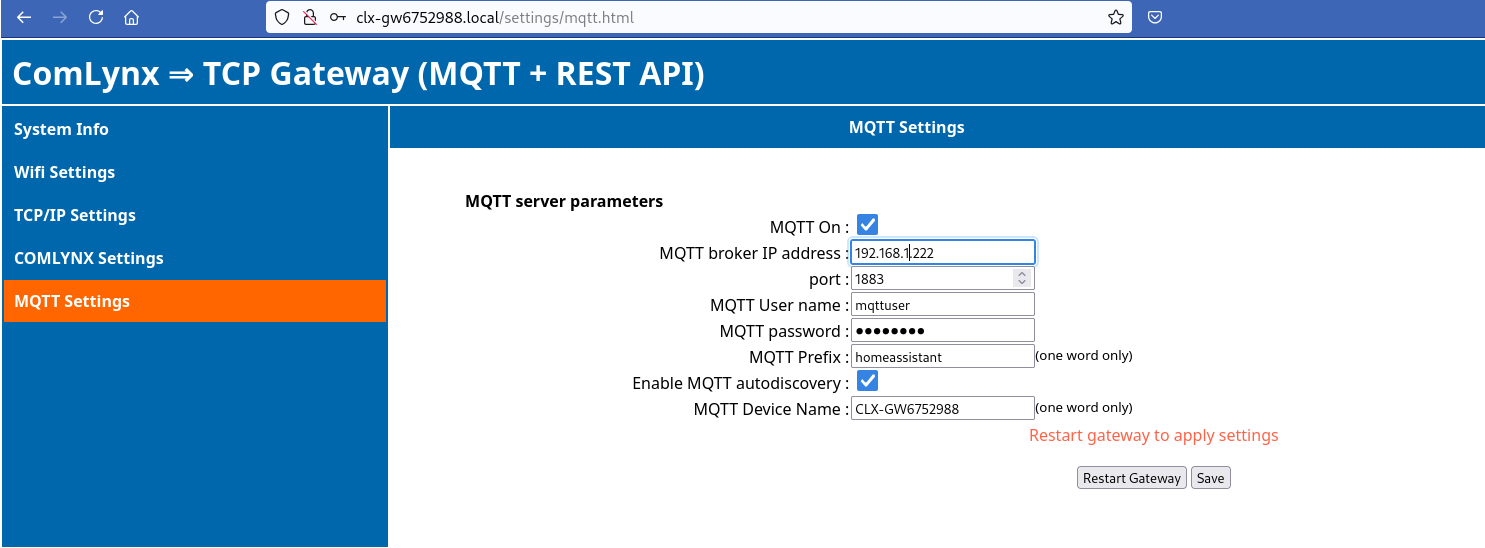 clx-gw6752988.local/settings/mqtt.html
ComLynx ⇒ TCP Gateway (MQTT + REST API)
System Info
Wifi Settings
TCP/IP Settings
COMLYNX Settings
MQTT Settings
MQTT Settings
MQTT server parameters
MQTT On :
MQTT broker IP address : 192.168.1.222
port : 1883
MQTT User name : mqttuser
MQTT password : ●●●●●●●●
MQTT Prefix : homeassistant (one word only)
Enable MQTT autodiscovery :
MQTT Device Name : CLX-GW6752988 (one word only)
Restart gateway to apply settings
Restart Gateway Save